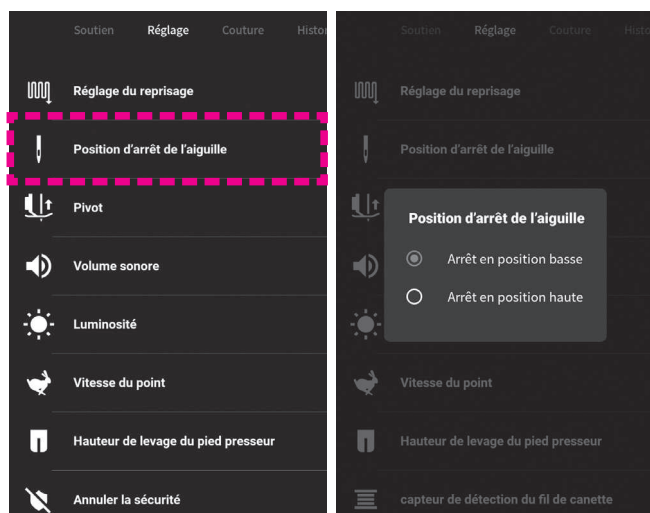 Soutien Réglage Couture Histor
Réglage du reprisage
Position d'arrêt de l'aiguille
Pivot
Volume sonore
Luminosité
Vitesse du point
Hauteur de levage du pied presseur
Annuler la sécurité
Soutien Réglage Couture Histo
Réglage du reprisage
Position d'arrêt de l'aiguille
Position d'arrêt de l'aiguille
Arrêt en position basse
Arrêt en position haute
Vitesse du point
Hauteur de levage du pied presseur
capteur de détection du fil de canette